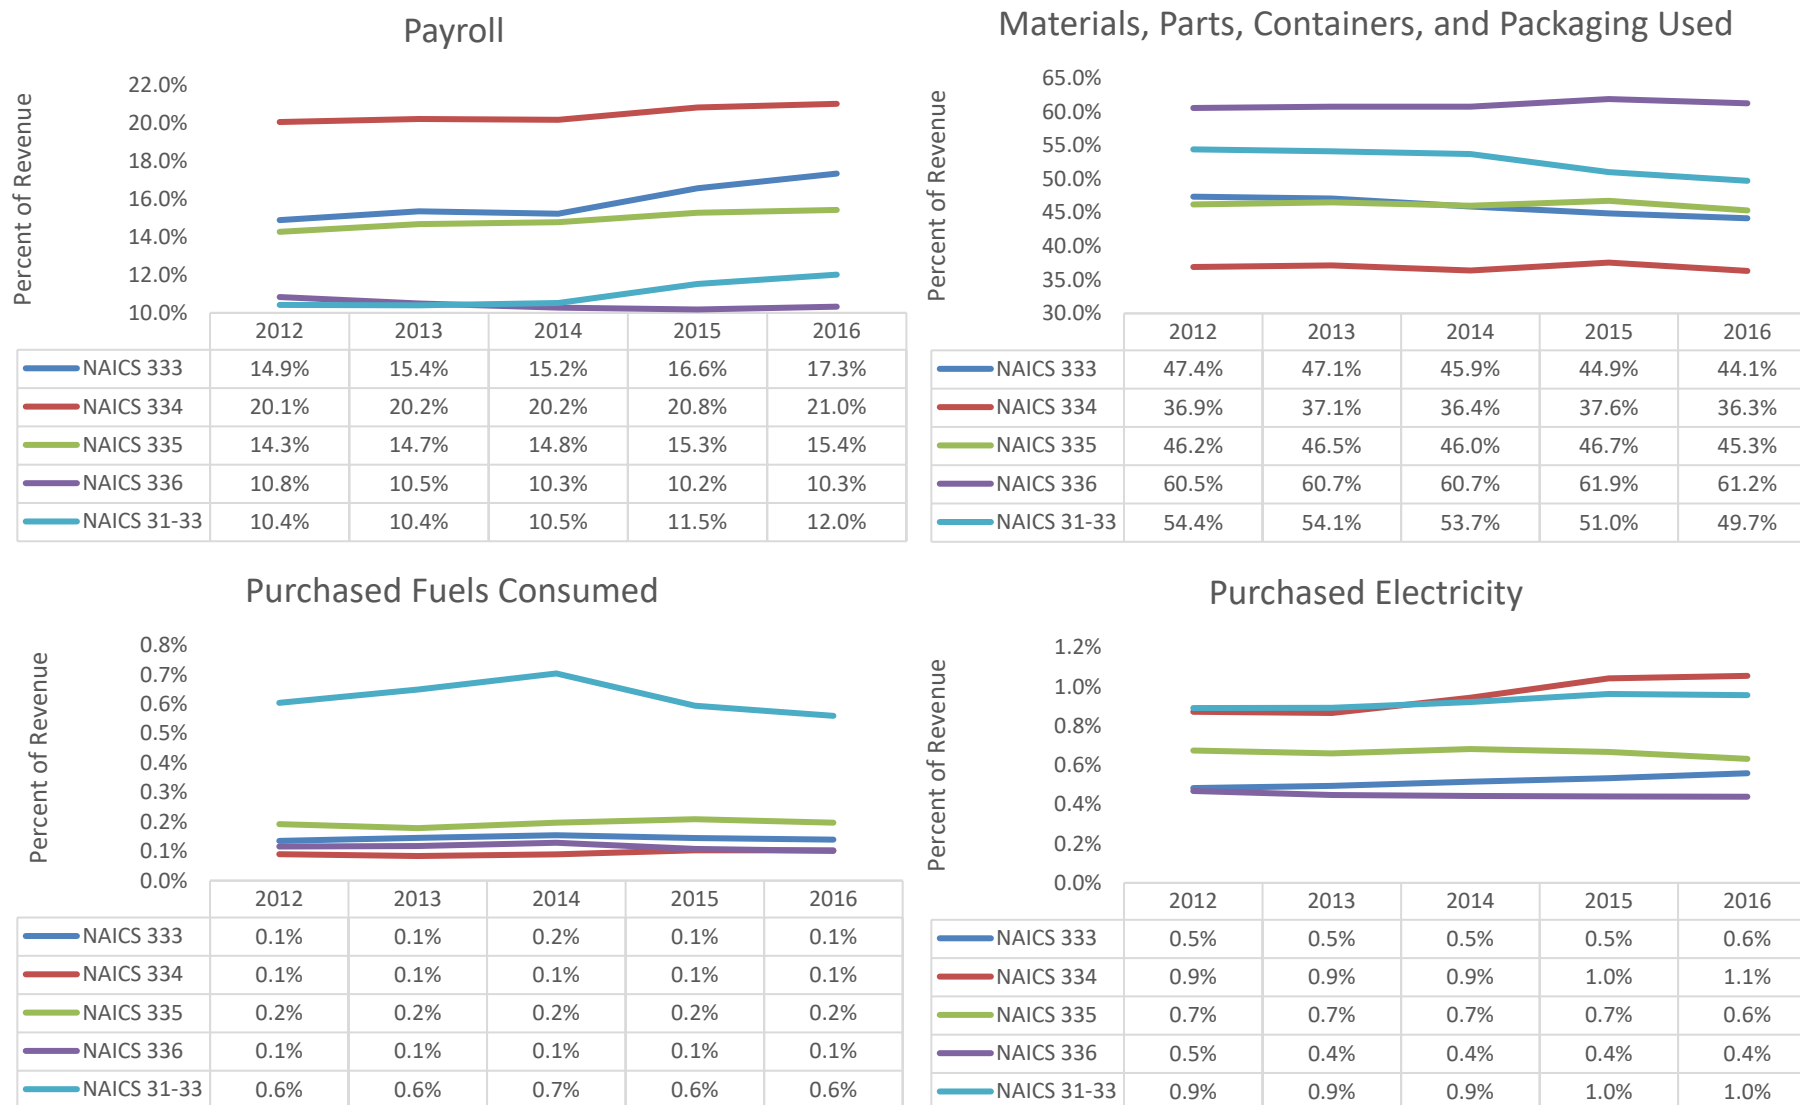 Payroll
Percent of Revenue
22.0%
20.0%
18.0%
16.0%
14.0%
12.0%
10.0%
2012 2013 2014 2015 2016
NAICS 333 14.9% 15.4% 15.2% 16.6% 17.3%
NAICS 334 20.1% 20.2% 20.2% 20.8% 21.0%
NAICS 335 14.3% 14.7% 14.8% 15.3% 15.4%
NAICS 336 10.8% 10.5% 10.3% 10.2% 10.3%
NAICS 31-33 10.4% 10.4% 10.5% 11.5% 12.0%
Materials, Parts, Containers, and Packaging Used
Percent of Revenue
65.0%
60.0%
55.0%
50.0%
45.0%
40.0%
35.0%
30.0%
2012 2013 2014 2015 2016
NAICS 333 47.4% 47.1% 45.9% 44.9% 44.1%
NAICS 334 36.9% 37.1% 36.4% 37.6% 36.3%
NAICS 335 46.2% 46.5% 46.0% 46.7% 45.3%
NAICS 336 60.5% 60.7% 60.7% 61.9% 61.2%
NAICS 31-33 54.4% 54.1% 53.7% 51.0% 49.7%
Purchased Fuels Consumed
Percent of Revenue
0.8%
0.7%
0.6%
0.5%
0.4%
0.3%
0.2%
0.1%
0.0%
2012 2013 2014 2015 2016
NAICS 333 0.1% 0.1% 0.2% 0.1% 0.1%
NAICS 334 0.1% 0.1% 0.1% 0.1% 0.1%
NAICS 335 0.2% 0.2% 0.2% 0.2% 0.2%
NAICS 336 0.1% 0.1% 0.1% 0.1% 0.1%
NAICS 31-33 0.6% 0.6% 0.7% 0.6% 0.6%
Purchased Electricity
Percent of Revenue
1.2%
1.0%
0.8%
0.6%
0.4%
0.2%
0.0%
2012 2013 2014 2015 2016
NAICS 333 0.5% 0.5% 0.5% 0.5% 0.6%
NAICS 334 0.9% 0.9% 0.9% 1.0% 1.1%
NAICS 335 0.7% 0.7% 0.7% 0.7% 0.6%
NAICS 336 0.5% 0.4% 0.4% 0.4% 0.4%
NAICS 31-33 0.9% 0.9% 0.9% 1.0% 1.0%